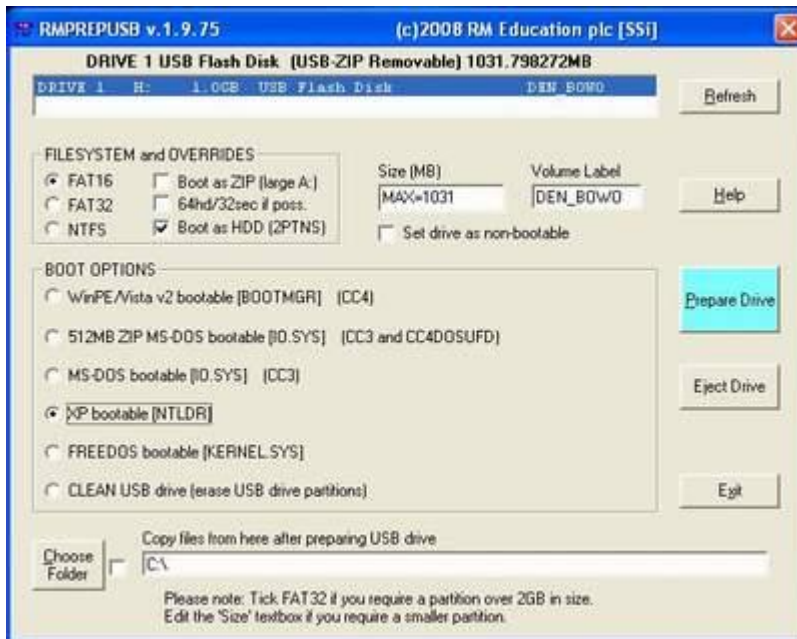 RMPREPUSB v.1.9.75 (c)2008 RM Education plc [SSi]
DRIVE 1 USB Flash Disk (USB-ZIP Removable) 1031.798272MB
DRIVE 1 H: 1.0GB USB Flash Disk DEN_BOWO
Refresh
FILESYSTEM and OVERRIDES
FAT16
FAT32
NTFS
Boot as ZIP (large A:)
64hd/32sec if poss.
Boot as HDD (2PTNS)
Size (MB)
MAX=1031
Volume Label
DEN_BOWO
Set drive as non-bootable
Help
BOOT OPTIONS
WinPE/Vista v2 bootable [BOOTMGR] (CC4)
512MB ZIP MS-DOS bootable [IO.SYS] (CC3 and CC4DOSUFD)
MS-DOS bootable [IO.SYS] (CC3)
XP bootable [NTLDR]
FREEDOS bootable [KERNEL.SYS]
CLEAN USB drive (erase USB drive partitions)
Prepare Drive
Eject Drive
Exit
Choose
Folder
Copy files from here after preparing USB drive
C:\
Please note: Tick FAT32 if you require a partition over 2GB in size.
Edit the 'Size' textbox if you require a smaller partition.